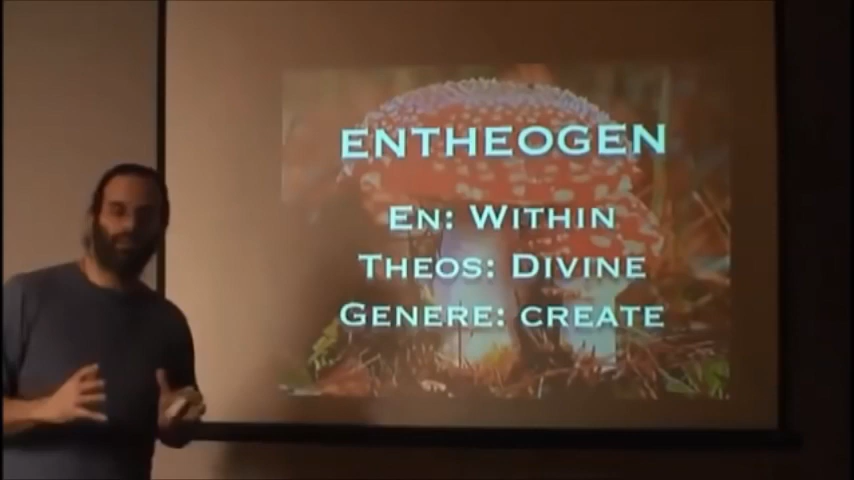 ENTHEOGEN
EN: WITHIN
THEOS: DIVINE
GENERE: CREATE